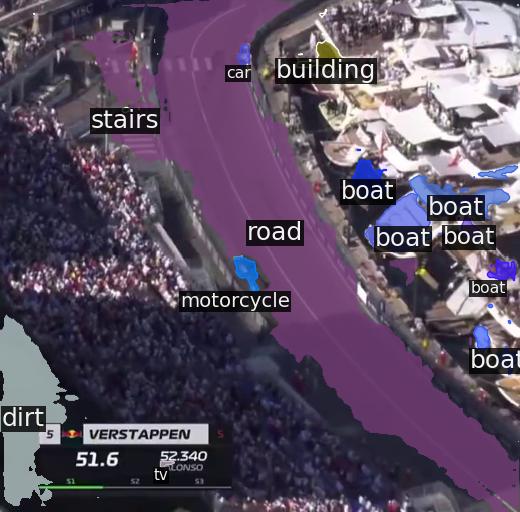 MSC
car
building
stairs
boat
boat
road
boat
boat
motorcycle
boat
boat
dirt
5 VERSTAPPEN 5
51.6 52.340
ALONSO
tv
S1 S2 S3